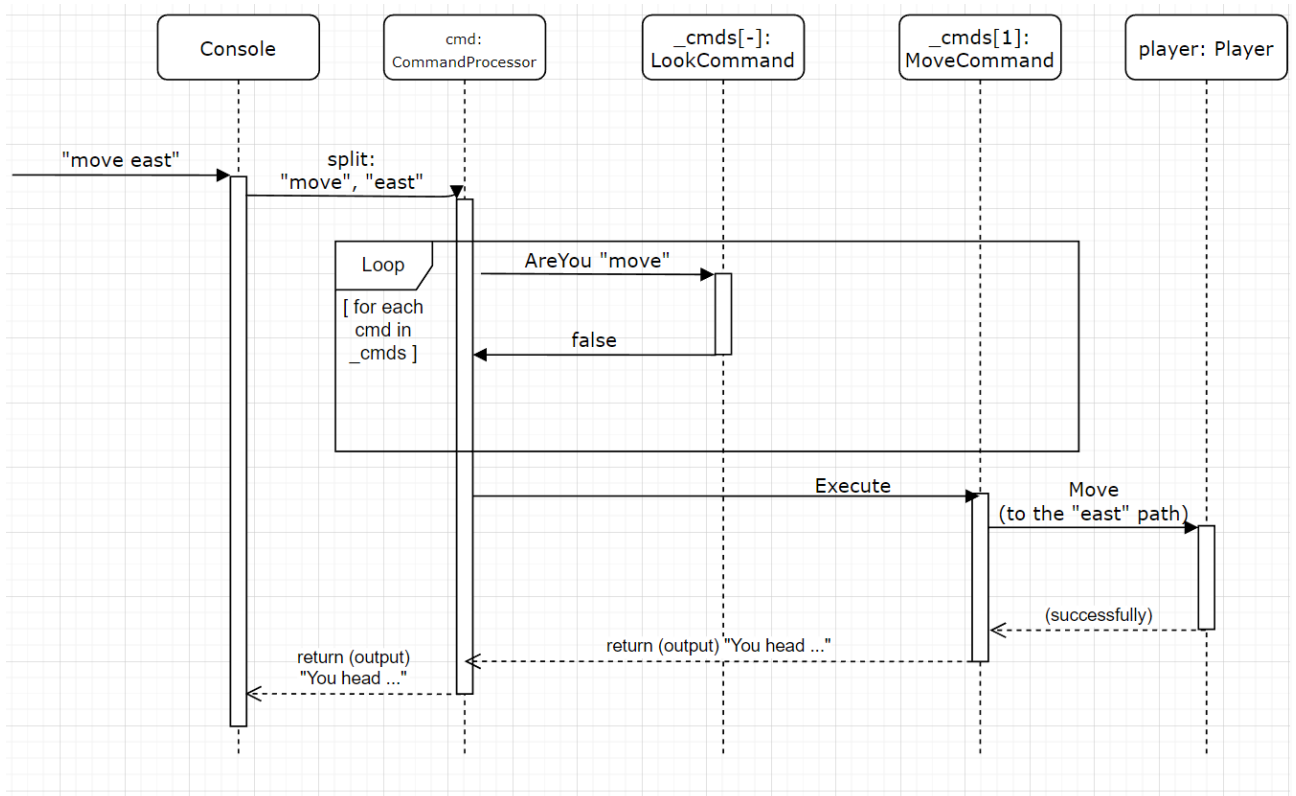 Console
cmd:
CommandProcessor
_cmds[-]:
LookCommand
_cmds[1]:
MoveCommand
player: Player
"move east"
split:
"move", "east"
Loop
AreYou "move"
[ for each
cmd in
_cmds ]
false
Execute
Move
(to the "east" path)
(successfully)
return (output) "You head ..."
return (output)
"You head ..."